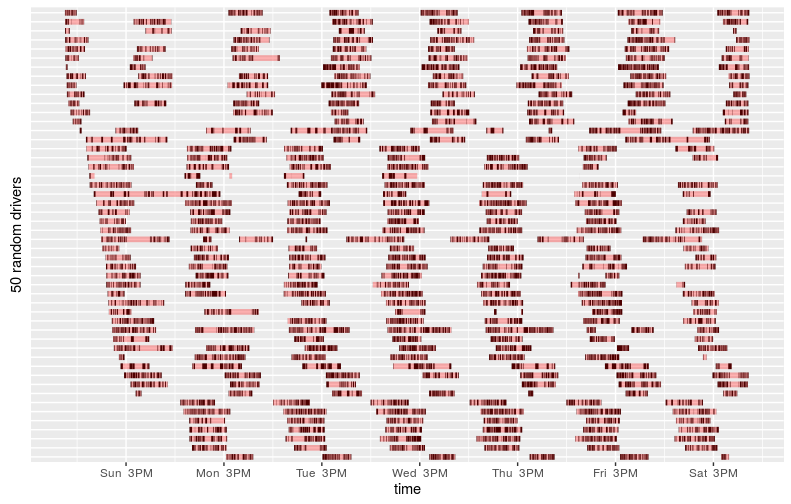 50 random drivers
Sun 3PM
Mon 3PM
Tue 3PM
Wed 3PM
Thu 3PM
Fri 3PM
Sat 3PM
time